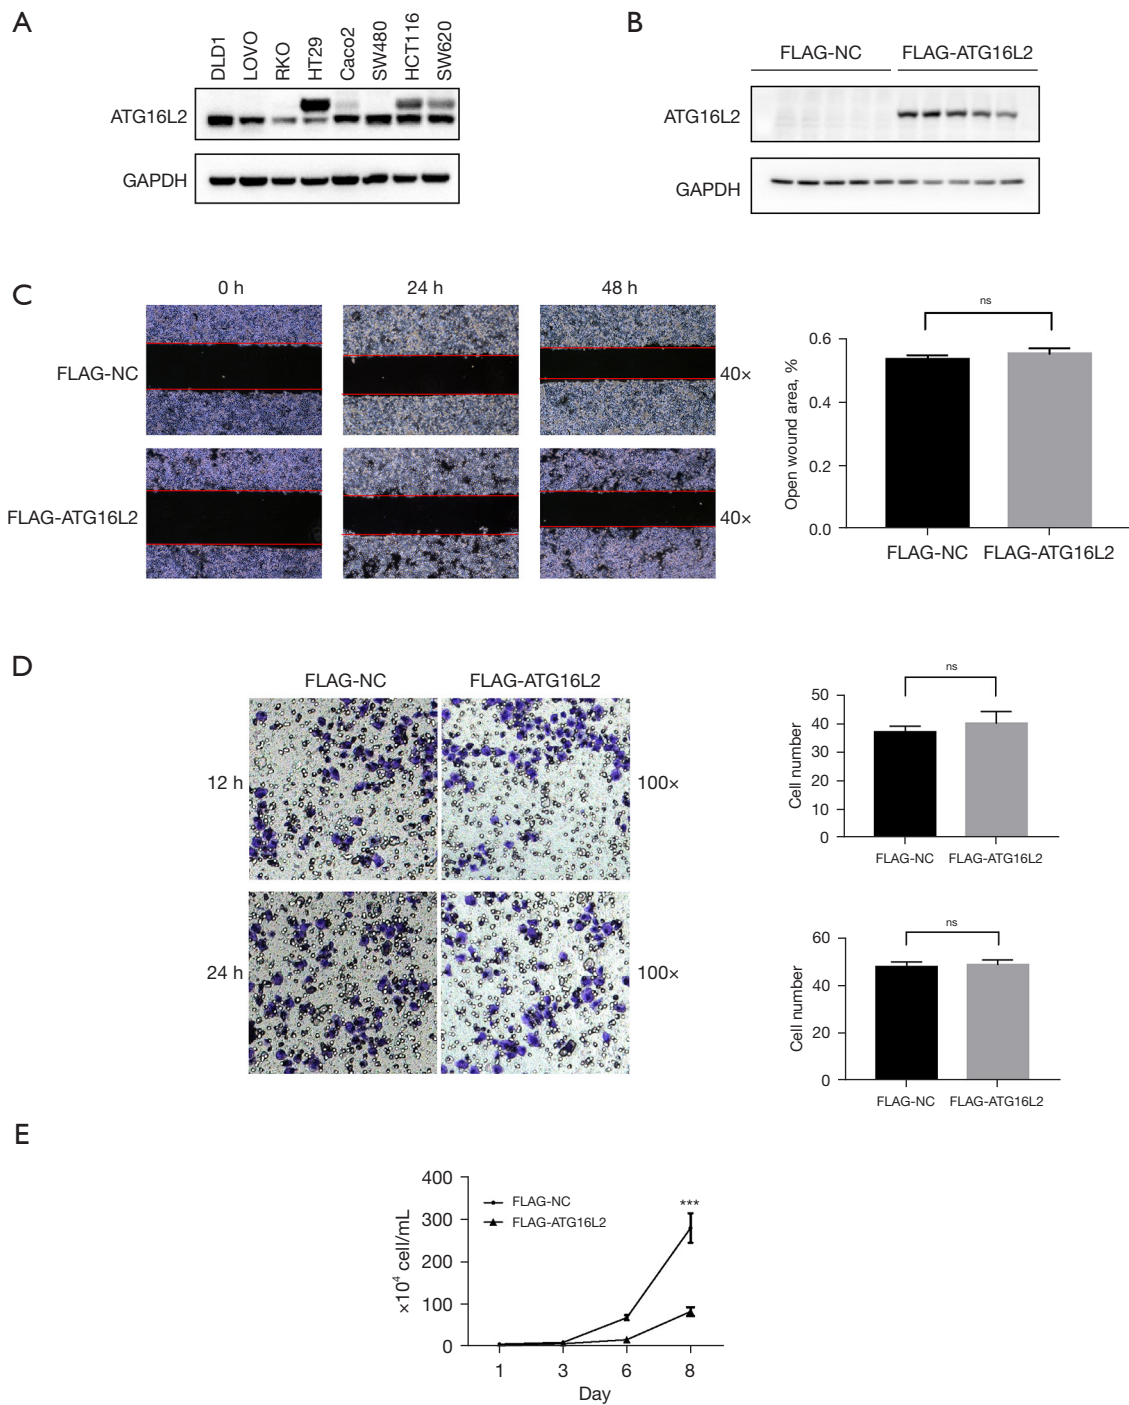 A
DLD1
LOVO
RKO
HT29
Caco2
SW480
HCT116
SW620
ATG16L2
GAPDH
B
FLAG-NC FLAG-ATG16L2
ATG16L2
GAPDH
C
0 h 24 h 48 h
FLAG-NC
40×
FLAG-ATG16L2
40×
ns
Open wound area, %
0.6
0.4
0.2
0.0
FLAG-NC FLAG-ATG16L2
D
FLAG-NC FLAG-ATG16L2
12 h
100×
24 h
100×
ns
Cell number
50
40
30
20
10
0
FLAG-NC FLAG-ATG16L2
ns
Cell number
60
40
20
0
FLAG-NC FLAG-ATG16L2
E
×10⁴ cell/mL
400
300
200
100
0
FLAG-NC
FLAG-ATG16L2
***
1 3 6 8
Day